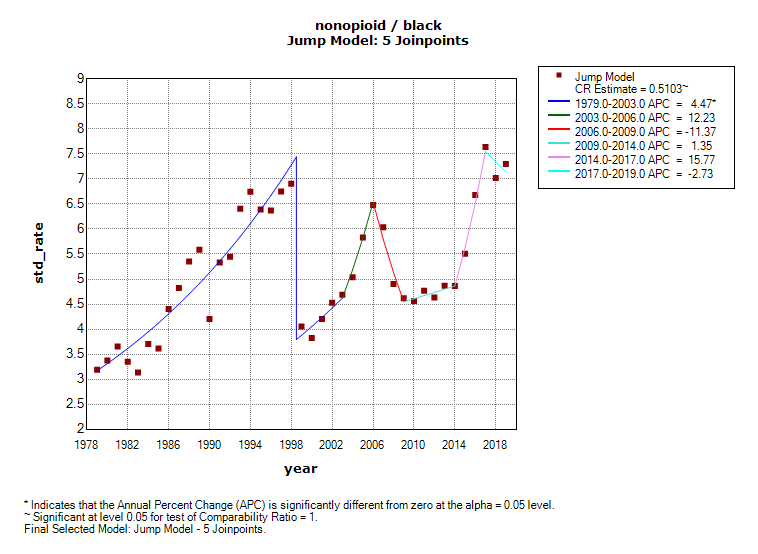 nonopioid / black
Jump Model: 5 Joinpoints
Jump Model
CR Estimate = 0.5103~
1979.0-2003.0 APC = 4.47*
2003.0-2006.0 APC = 12.23
2006.0-2009.0 APC = -11.37
2009.0-2014.0 APC = 1.35
2014.0-2017.0 APC = 15.77
2017.0-2019.0 APC = -2.73
9
8.5
8
7.5
7
6.5
6
5.5
5
4.5
4
3.5
3
2.5
2
std_rate
1978 1982 1986 1990 1994 1998 2002 2006 2010 2014 2018
year
* Indicates that the Annual Percent Change (APC) is significantly different from zero at the alpha = 0.05 level.
~ Significant at level 0.05 for test of Comparability Ratio = 1.
Final Selected Model: Jump Model - 5 Joinpoints.